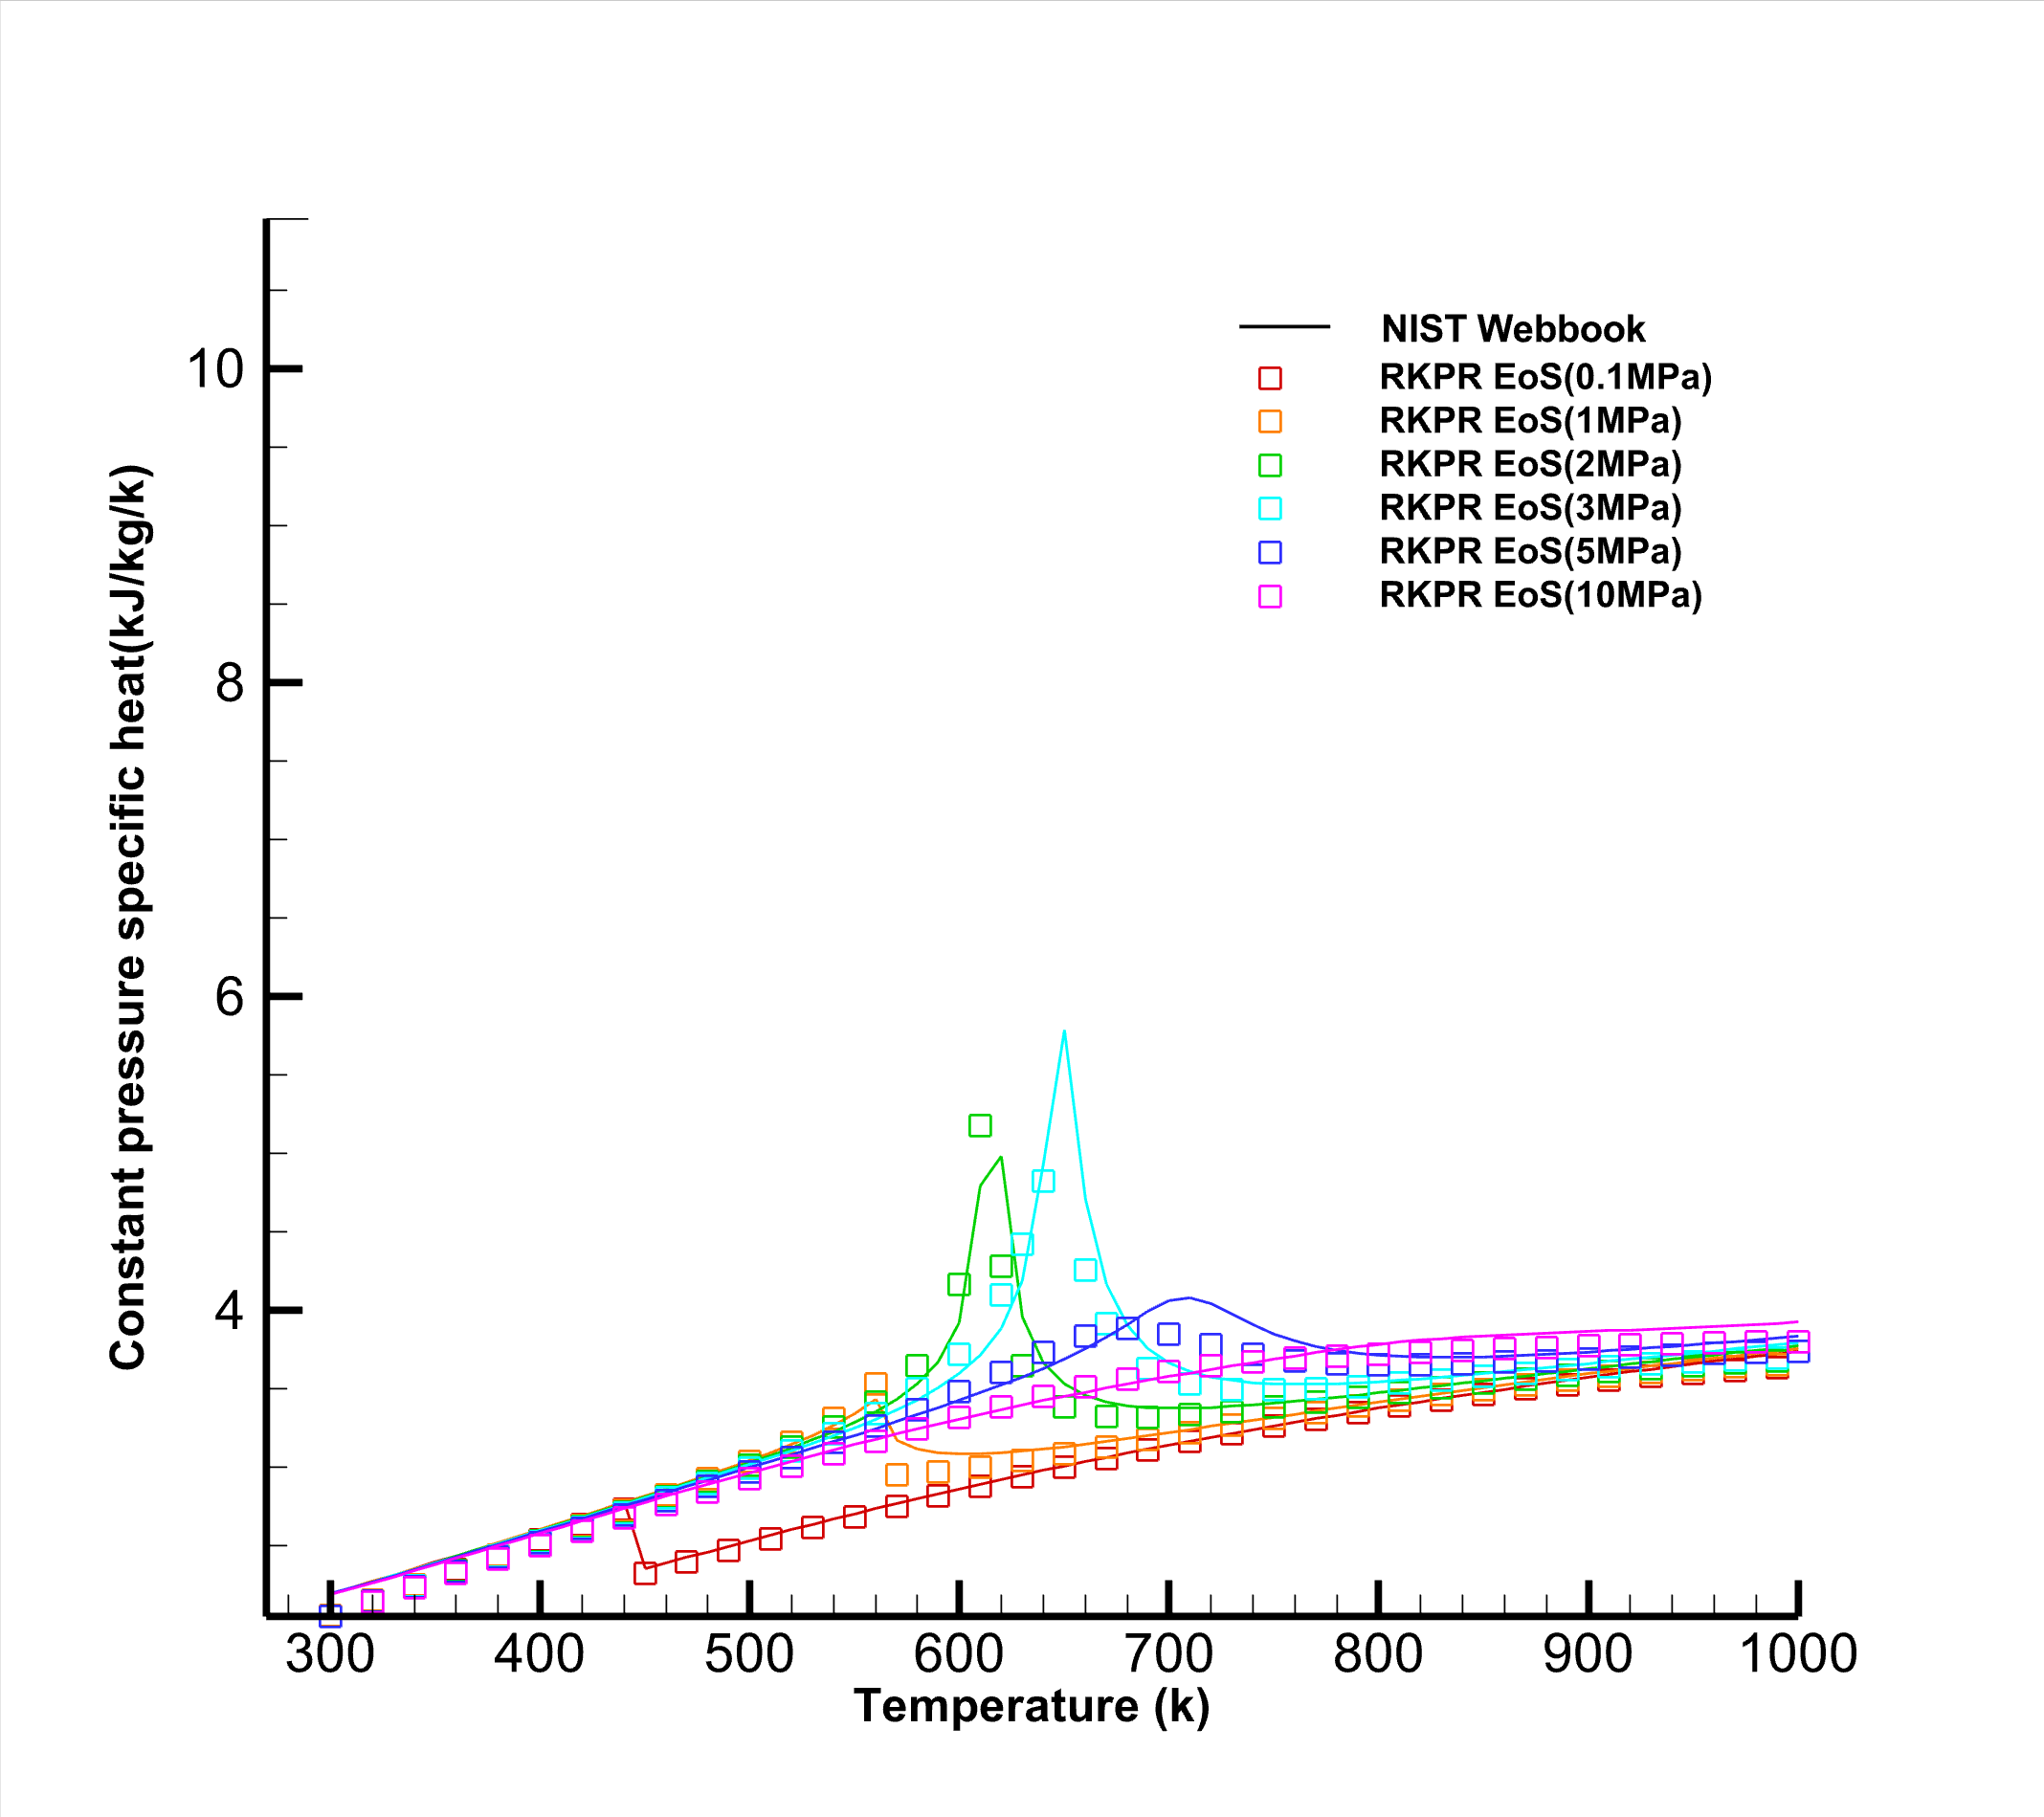 10
8
6
4
Constant pressure specific heat(kJ/kg/k)
NIST Webbook
RKPR EoS(0.1MPa)
RKPR EoS(1MPa)
RKPR EoS(2MPa)
RKPR EoS(3MPa)
RKPR EoS(5MPa)
RKPR EoS(10MPa)
300 400 500 600 700 800 900 1000
Temperature (k)